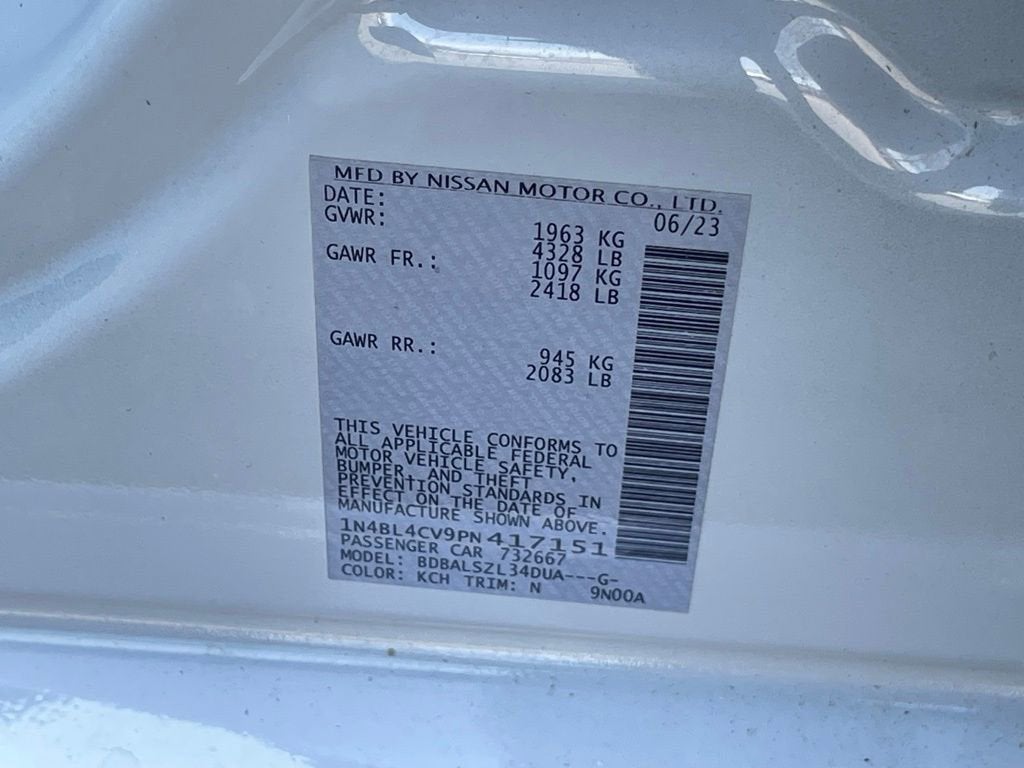 MFD BY NISSAN MOTOR CO., LTD.
DATE: 06/23
GVWR: 1963 KG
4328 LB
GAWR FR.: 1097 KG
2418 LB
GAWR RR.: 945 KG
2083 LB
THIS VEHICLE CONFORMS TO
ALL APPLICABLE FEDERAL
MOTOR VEHICLE SAFETY,
BUMPER, AND THEFT
PREVENTION STANDARDS IN
EFFECT ON THE DATE OF
MANUFACTURE SHOWN ABOVE.
1N4BL4CV9PN417151
PASSENGER CAR 732667
MODEL: BDBALSZL34DUA---G-
COLOR: KCH TRIM: N 9N00A